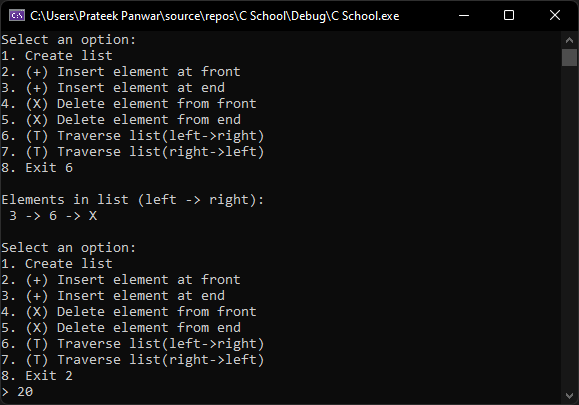 C:\Users\Prateek Panwar\source\repos\C School\Debug\C School.exe
Select an option:
1. Create list
2. (+) Insert element at front
3. (+) Insert element at end
4. (X) Delete element from front
5. (X) Delete element from end
6. (T) Traverse list(left->right)
7. (T) Traverse list(right->left)
8. Exit 6
Elements in list (left -> right):
3 -> 6 -> X
Select an option:
1. Create list
2. (+) Insert element at front
3. (+) Insert element at end
4. (X) Delete element from front
5. (X) Delete element from end
6. (T) Traverse list(left->right)
7. (T) Traverse list(right->left)
8. Exit 2
> 20